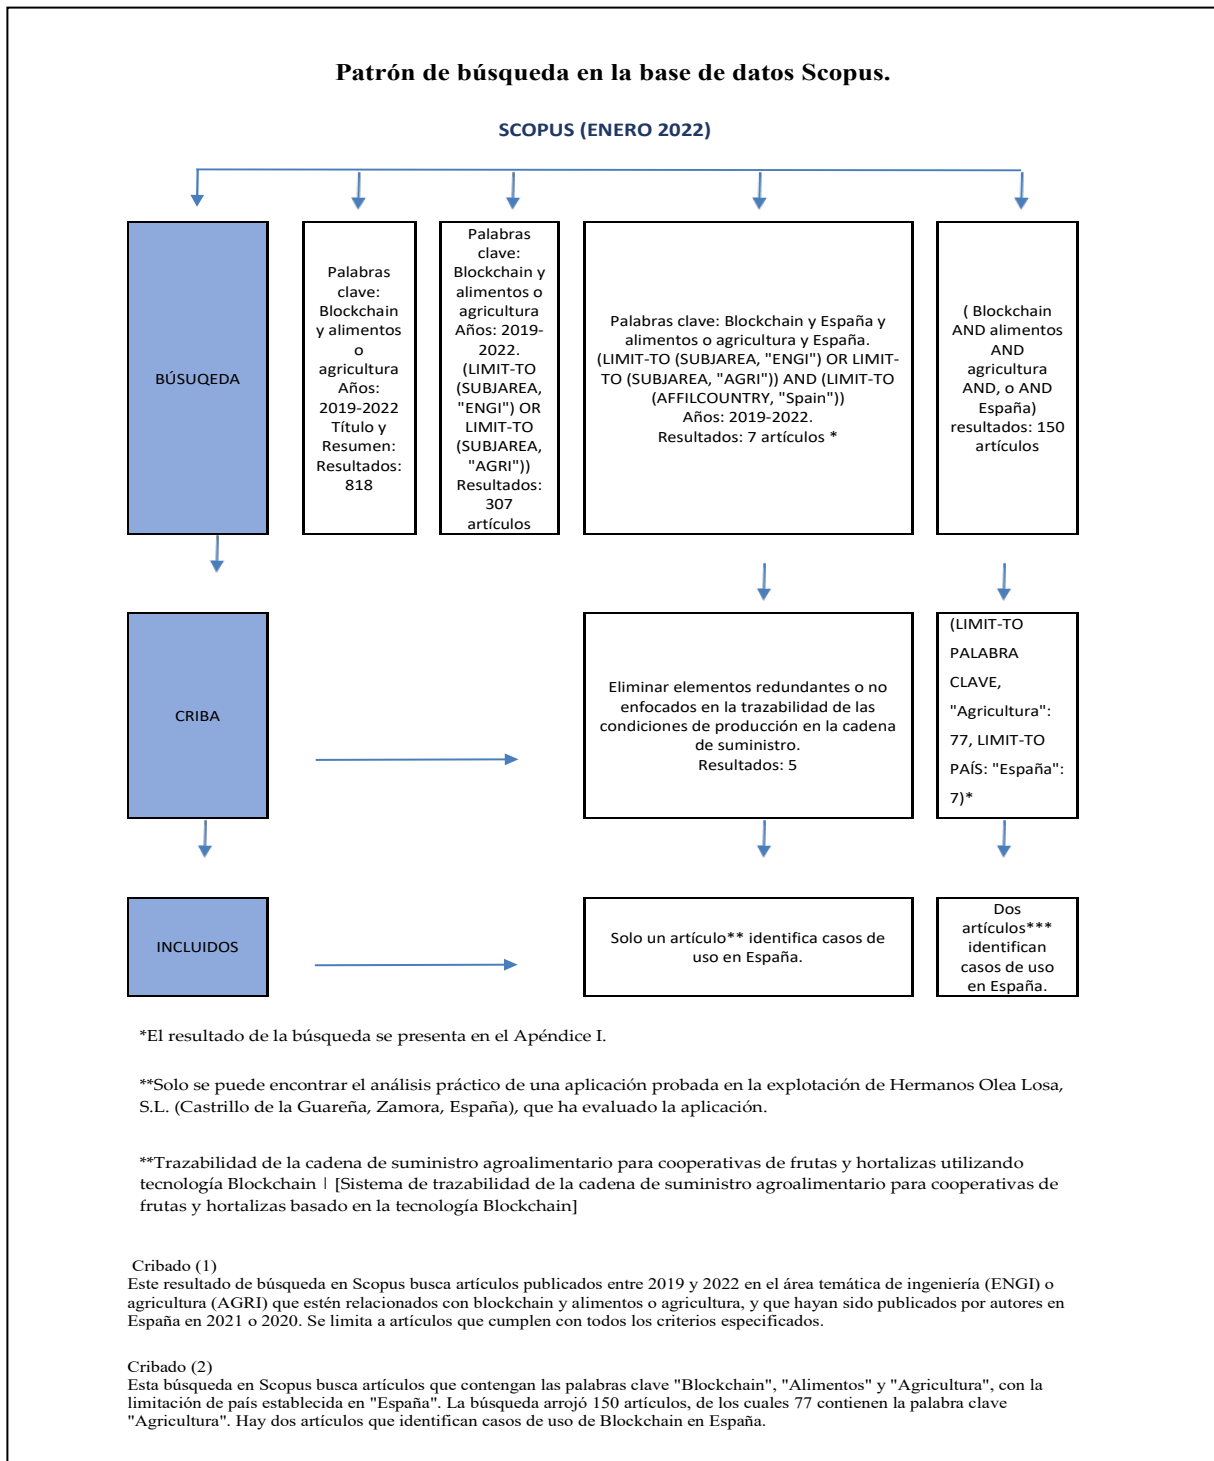 Patrón de búsqueda en la base de datos Scopus.
SCOPUS (ENERO 2022)
BÚSUQEDA
Palabras
clave:
Blockchain
y alimentos
o
agricultura
Años:
2019-2022
Título y
Resumen:
Resultados:
818
Palabras
clave:
Blockchain y
alimentos o
agricultura
Años: 2019-
2022.
(LIMIT-TO
(SUBJAREA,
"ENGI") OR
LIMIT-TO
(SUBJAREA,
"AGRI"))
Resultados:
307
artículos
Palabras clave: Blockchain y España y
alimentos o agricultura y España.
(LIMIT-TO (SUBJAREA, "ENGI") OR LIMIT-
TO (SUBJAREA, "AGRI")) AND (LIMIT-TO
(AFFILCOUNTRY, "Spain"))
Años: 2019-2022.
Resultados: 7 artículos *
( Blockchain
AND alimentos
AND
agricultura
AND, o AND
España)
resultados: 150
artículos
CRIBA
Eliminar elementos redundantes o no
enfocados en la trazabilidad de las
condiciones de producción en la cadena
de suministro.
Resultados: 5
(LIMIT-TO
PALABRA
CLAVE,
"Agricultura":
77, LIMIT-TO
PAÍS: "España":
7)*
INCLUIDOS
Solo un artículo** identifica casos de
uso en España.
Dos
artículos***
identifican
casos de uso
en España.
*El resultado de la búsqueda se presenta en el Apéndice I.
**Solo se puede encontrar el análisis práctico de una aplicación probada en la explotación de Hermanos Olea Losa,
S.L. (Castrillo de la Guareña, Zamora, España), que ha evaluado la aplicación.
**Trazabilidad de la cadena de suministro agroalimentario para cooperativas de frutas y hortalizas utilizando
tecnología Blockchain | [Sistema de trazabilidad de la cadena de suministro agroalimentario para cooperativas de
frutas y hortalizas basado en la tecnología Blockchain]
Cribado (1)
Este resultado de búsqueda en Scopus busca artículos publicados entre 2019 y 2022 en el área temática de ingeniería (ENGI) o
agricultura (AGRI) que estén relacionados con blockchain y alimentos o agricultura, y que hayan sido publicados por autores en
España en 2021 o 2020. Se limita a artículos que cumplen con todos los criterios especificados.
Cribado (2)
Esta búsqueda en Scopus busca artículos que contengan las palabras clave "Blockchain", "Alimentos" y "Agricultura", con la
limitación de país establecida en "España". La búsqueda arrojó 150 artículos, de los cuales 77 contienen la palabra clave
"Agricultura". Hay dos artículos que identifican casos de uso de Blockchain en España.